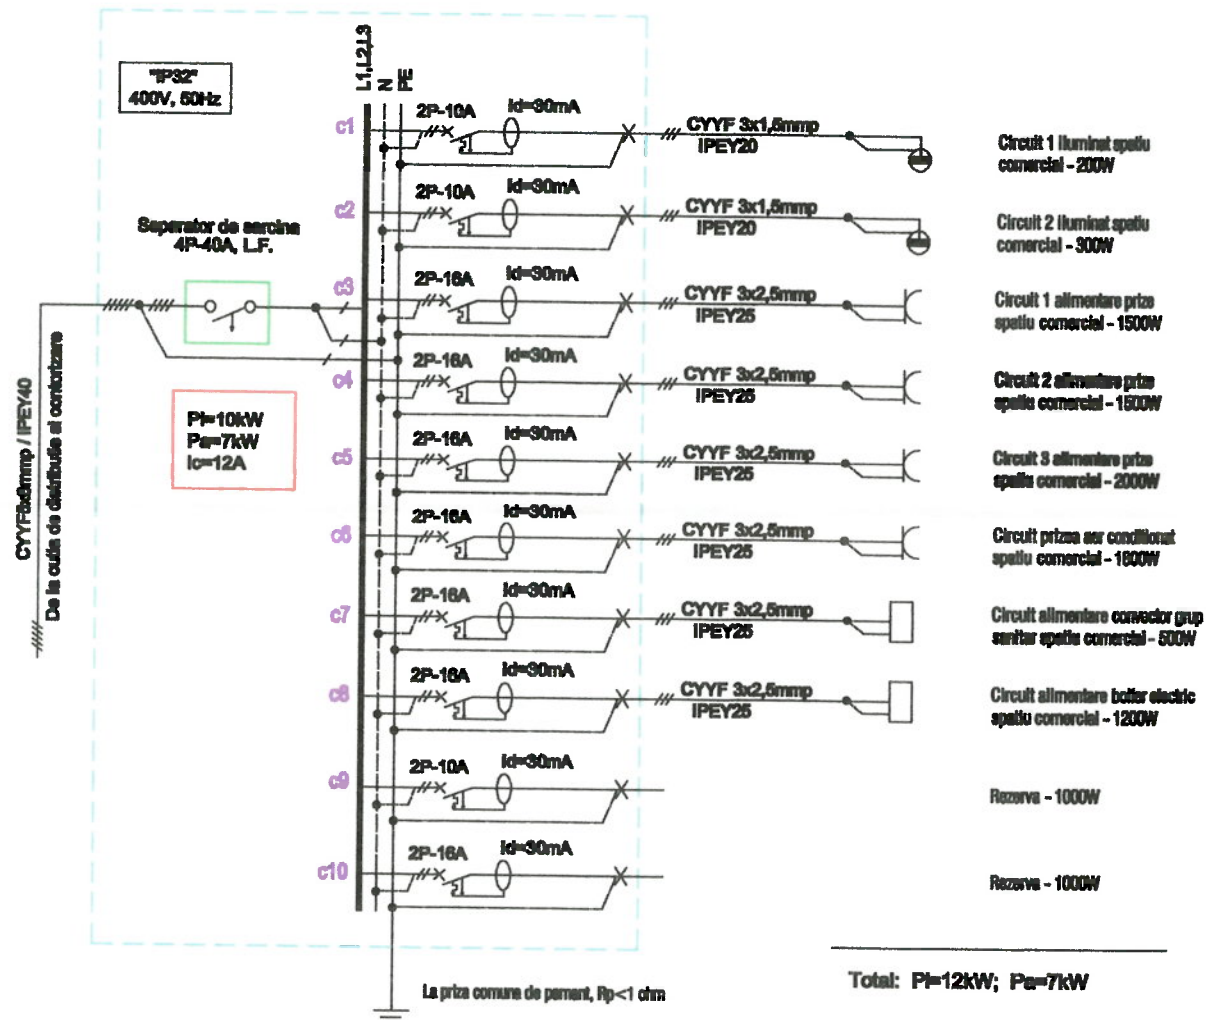 "IP32"
400V, 50Hz
L1,L2,L3
N
PE
Separator de sarcina
4P-40A, L.F.
CYYF5x6mmp / IPEY40
De la cutia de distributie si contorizare
Pi=10kW
Pa=7kW
Ic=12A
c1
2P-10A
Id=30mA
CYYF 3x1,5mmp
IPEY20
Circuit 1 iluminat spatiu
comercial - 200W
c2
2P-10A
Id=30mA
CYYF 3x1,5mmp
IPEY20
Circuit 2 iluminat spatiu
comercial - 300W
c3
2P-16A
Id=30mA
CYYF 3x2,5mmp
IPEY25
Circuit 1 alimentare prize
spatiu comercial - 1500W
c4
2P-16A
Id=30mA
CYYF 3x2,5mmp
IPEY25
Circuit 2 alimentare prize
spatiu comercial - 1500W
c5
2P-16A
Id=30mA
CYYF 3x2,5mmp
IPEY25
Circuit 3 alimentare prize
spatiu comercial - 2000W
c6
2P-16A
Id=30mA
CYYF 3x2,5mmp
IPEY25
Circuit prizea aer conditionat
spatiu comercial - 1800W
c7
2P-16A
Id=30mA
CYYF 3x2,5mmp
IPEY25
Circuit alimentare convector grup
sanitar spatiu comercial - 500W
c8
2P-16A
Id=30mA
CYYF 3x2,5mmp
IPEY25
Circuit alimentare boiler electric
spatiu comercial - 1200W
c9
2P-10A
Id=30mA
Rezerva - 1000W
c10
2P-16A
Id=30mA
Rezerva - 1000W
La priza comuna de pamant, Rp<1 ohm
Total: Pi=12kW; Pa=7kW